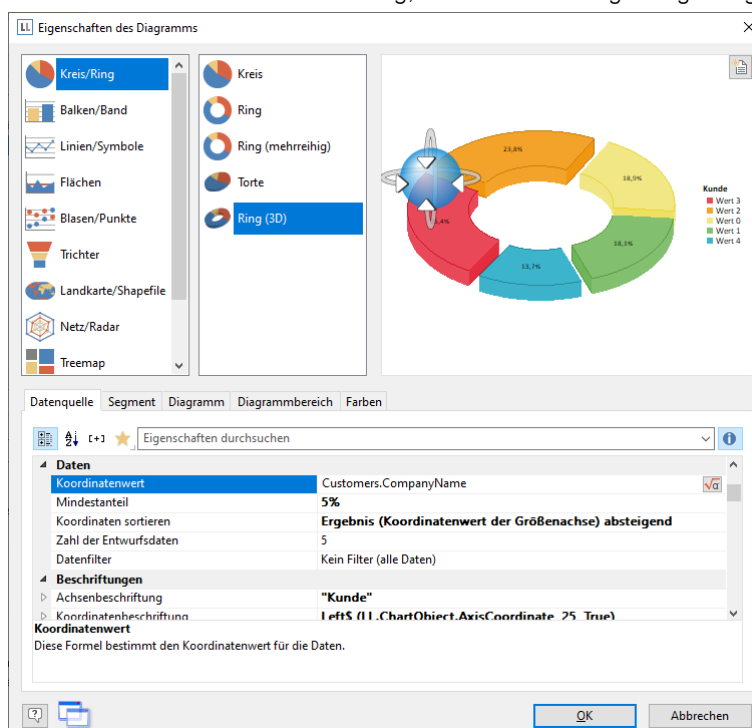 Eigenschaften des Diagramms
Kreis/Ring
Balken/Band
Linien/Symbole
Flächen
Blasen/Punkte
Trichter
Landkarte/Shapefile
Netz/Radar
Treemap
Kreis
Ring
Ring (mehrreihig)
Torte
Ring (3D)
23,8%
18,9%
18,1%
13,7%
Kunde
Wert 3
Wert 2
Wert 0
Wert 1
Wert 4
Datenquelle Segment Diagramm Diagrammbereich Farben
Eigenschaften durchsuchen
Daten
Koordinatenwert Customers.CompanyName
Mindestanteil 5%
Koordinaten sortieren Ergebnis (Koordinatenwert der Größenachse) absteigend
Zahl der Entwurfsdaten 5
Datenfilter Kein Filter (alle Daten)
Beschriftungen
Achsenbeschriftung "Kunde"
Koordinatenbeschriftung Left$ (LL.ChartObject.AxisCoordinate, 25, True)
Koordinatenwert
Diese Formel bestimmt den Koordinatenwert für die Daten.
OK Abbrechen